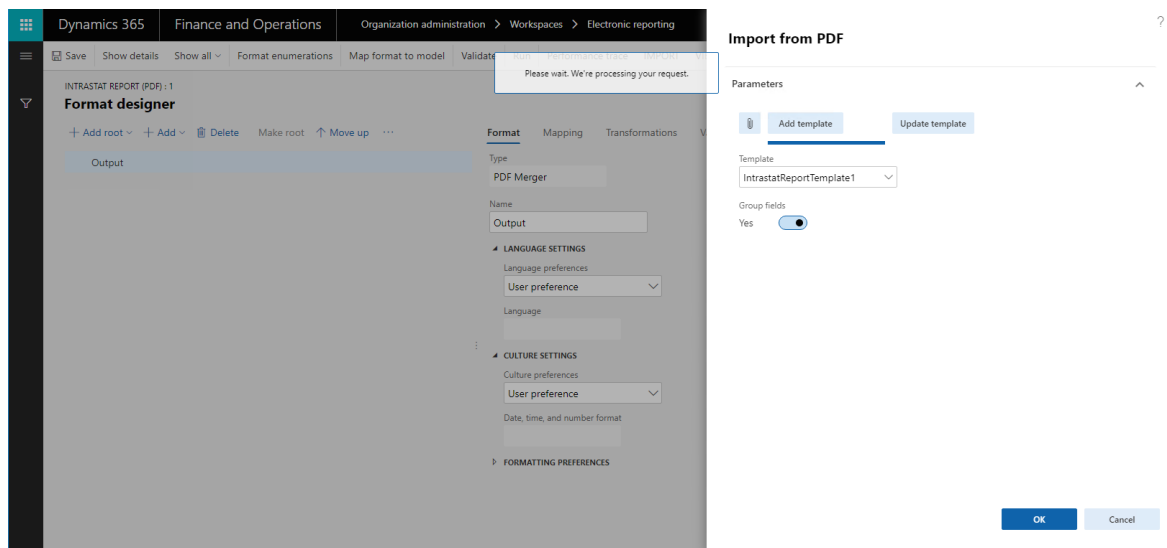 Dynamics 365 Finance and Operations Organization administration > Workspaces > Electronic reporting
?
Import from PDF
Save Show details Show all Format enumerations Map format to model Validate Run Performance trace IMPORT
Please wait. We're processing your request.
Parameters
INTRASTAT REPORT (PDF) : 1
Format designer
+ Add root + Add Delete Make root Move up ···
Format Mapping Transformations V
Add template Update template
Output
Type
PDF Merger
Template
IntrastatReportTemplate1
Name
Output
Group fields
Yes
LANGUAGE SETTINGS
Language preferences
User preference
Language
CULTURE SETTINGS
Culture preferences
User preference
Date, time, and number format
FORMATTING PREFERENCES
OK Cancel